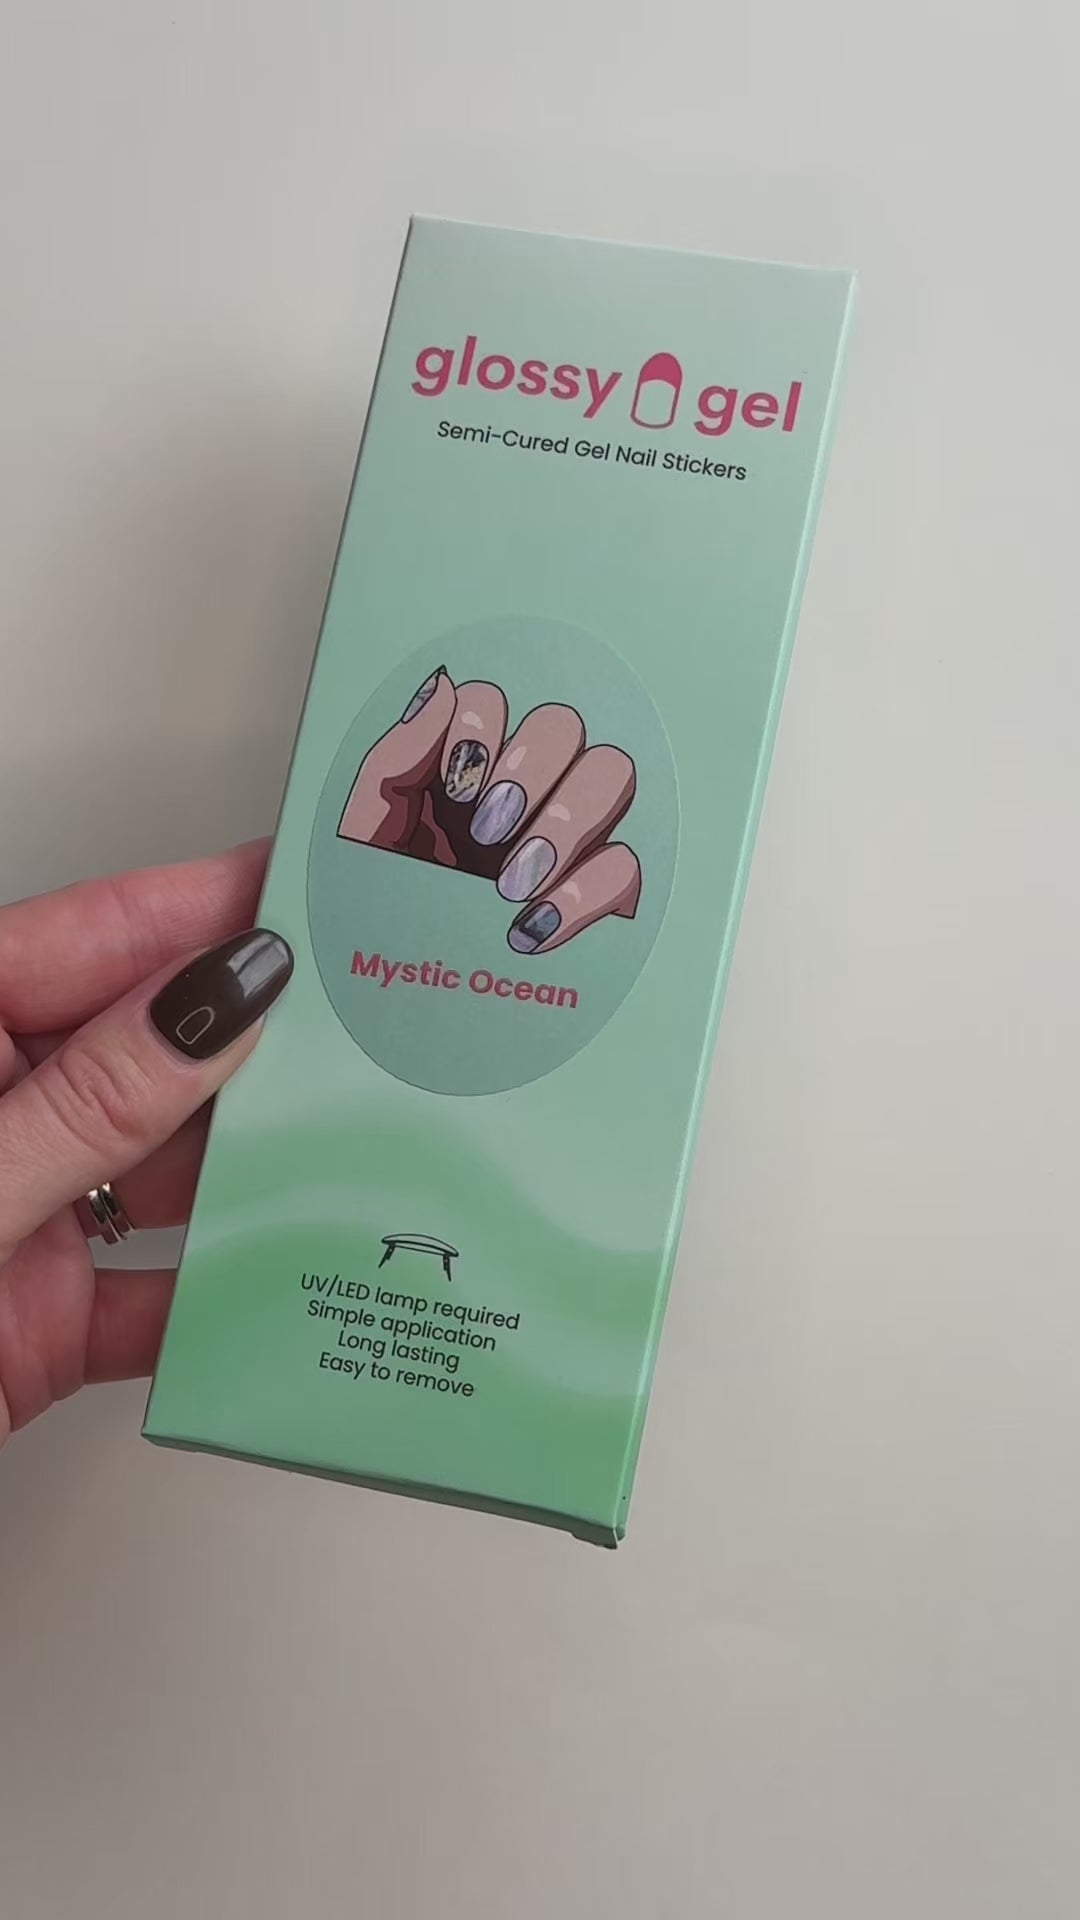 glossy gel
Semi-Cured Gel Nail Stickers
Mystic Ocean
UV/LED lamp required
Simple application
Long lasting
Easy to remove